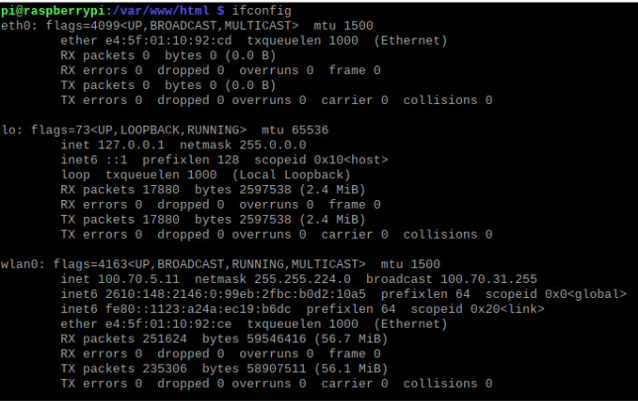 pi@raspberrypi:/var/www/html $ ifconfig
eth0: flags=4099<UP,BROADCAST,MULTICAST>  mtu 1500
        ether e4:5f:01:10:92:cd  txqueuelen 1000  (Ethernet)
        RX packets 0  bytes 0 (0.0 B)
        RX errors 0  dropped 0  overruns 0  frame 0
        TX packets 0  bytes 0 (0.0 B)
        TX errors 0  dropped 0 overruns 0  carrier 0  collisions 0
lo: flags=73<UP,LOOPBACK,RUNNING>  mtu 65536
        inet 127.0.0.1  netmask 255.0.0.0
        inet6 ::1  prefixlen 128  scopeid 0x10<host>
        loop  txqueuelen 1000  (Local Loopback)
        RX packets 17880  bytes 2597538 (2.4 MiB)
        RX errors 0  dropped 0  overruns 0  frame 0
        TX packets 17880  bytes 2597538 (2.4 MiB)
        TX errors 0  dropped 0 overruns 0  carrier 0  collisions 0
wlan0: flags=4163<UP,BROADCAST,RUNNING,MULTICAST>  mtu 1500
        inet 100.70.5.11  netmask 255.255.224.0  broadcast 100.70.31.255
        inet6 2610:148:2146:0:99eb:2fbc:b0d2:10a5  prefixlen 64  scopeid 0x0<global>
        inet6 fe80::1123:a24a:ec19:b6dc  prefixlen 64  scopeid 0x20<link>
        ether e4:5f:01:10:92:ce  txqueuelen 1000  (Ethernet)
        RX packets 251624  bytes 59546416 (56.7 MiB)
        RX errors 0  dropped 0  overruns 0  frame 0
        TX packets 235306  bytes 58907511 (56.1 MiB)
        TX errors 0  dropped 0 overruns 0  carrier 0  collisions 0